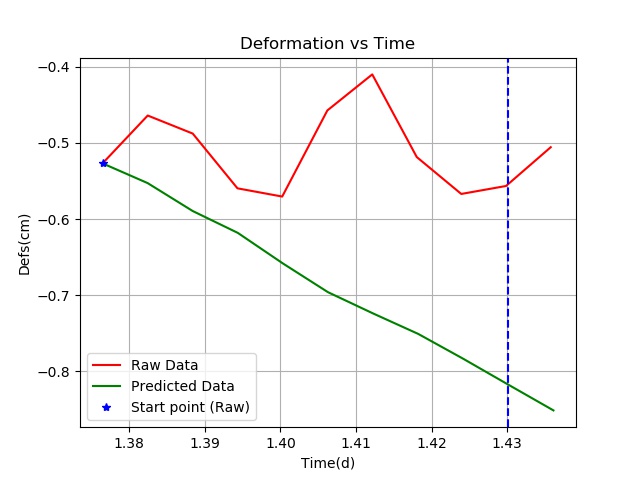 Deformation vs Time
Defs(cm)
−0.4
−0.5
−0.6
−0.7
−0.8
Raw Data
Predicted Data
Start point (Raw)
1.38 1.39 1.40 1.41 1.42 1.43
Time(d)